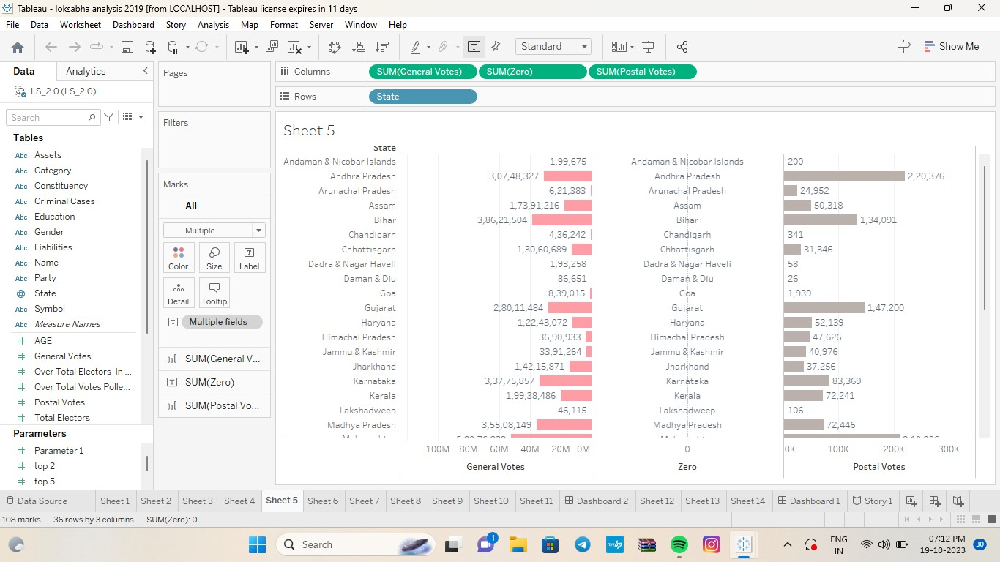 Tableau - loksabha analysis 2019 [from LOCALHOST] - Tableau license expires in 11 days
File Data Worksheet Dashboard Story Analysis Map Format Server Window Help
Standard
Show Me
Data Analytics
LS_2.0 (LS_2.0)
Search
Tables
Abc Assets
Abc Category
Abc Constituency
Abc Criminal Cases
Abc Education
Abc Gender
Abc Liabilities
Abc Name
Abc Party
State
Abc Symbol
Abc Measure Names
# AGE
# General Votes
# Over Total Electors In ...
# Over Total Votes Polle...
# Postal Votes
# Total Electors
Parameters
# Parameter 1
# top 2
# top 5
Pages
Filters
Marks
All
Multiple
Color Size Label
Detail Tooltip
Multiple fields
SUM(General V...
SUM(Zero)
SUM(Postal Vo...
Columns SUM(General Votes) SUM(Zero) SUM(Postal Votes)
Rows State
Sheet 5
State
Andaman & Nicobar Islands 1,99,675 Andaman & Nicobar Islands 200
Andhra Pradesh 3,07,48,327 Andhra Pradesh 2,20,376
Arunachal Pradesh 6,21,383 Arunachal Pradesh 24,952
Assam 1,73,91,216 Assam 50,318
Bihar 3,86,21,504 Bihar 1,34,091
Chandigarh 4,36,242 Chandigarh 341
Chhattisgarh 1,30,60,689 Chhattisgarh 31,346
Dadra & Nagar Haveli 1,93,258 Dadra & Nagar Haveli 58
Daman & Diu 86,651 Daman & Diu 26
Goa 8,39,015 Goa 1,939
Gujarat 2,80,11,484 Gujarat 1,47,200
Haryana 1,22,43,072 Haryana 52,139
Himachal Pradesh 36,90,933 Himachal Pradesh 47,626
Jammu & Kashmir 33,91,264 Jammu & Kashmir 40,976
Jharkhand 1,42,15,871 Jharkhand 37,256
Karnataka 3,37,75,857 Karnataka 83,369
Kerala 1,99,38,486 Kerala 72,241
Lakshadweep 46,115 Lakshadweep 106
Madhya Pradesh 3,55,08,149 Madhya Pradesh 72,446
100M 80M 60M 40M 20M 0M 0 0K 100K 200K 300K
General Votes Zero Postal Votes
Data Source Sheet 1 Sheet 2 Sheet 3 Sheet 4 Sheet 5 Sheet 6 Sheet 7 Sheet 8 Sheet 9 Sheet 10 Sheet 11 Dashboard 2 Sheet 12 Sheet 13 Sheet 14 Dashboard 1 Story 1
108 marks 36 rows by 3 columns SUM(Zero): 0
Search
1
myhp
ENG
IN
07:12 PM
19-10-2023
30